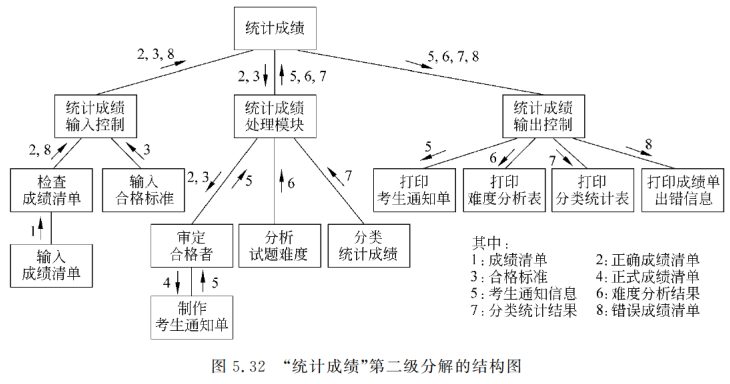 统计成绩
2, 3, 8
2, 3
5, 6, 7
5, 6, 7, 8
统计成绩
输入控制
统计成绩
处理模块
统计成绩
输出控制
2, 8
3
2, 3
5
6
7
5
6
7
8
检查
成绩清单
输入
合格标准
打印
考生通知单
打印
难度分析表
打印
分类统计表
打印成绩单
出错信息
1
输入
成绩清单
审定
合格者
分析
试题难度
分类
统计成绩
4
5
制作
考生通知单
其中:
1: 成绩清单 2: 正确成绩清单
3: 合格标准 4: 正式成绩清单
5: 考生通知信息 6: 难度分析结果
7: 分类统计结果 8: 错误成绩清单
图 5.32 “统计成绩”第二级分解的结构图